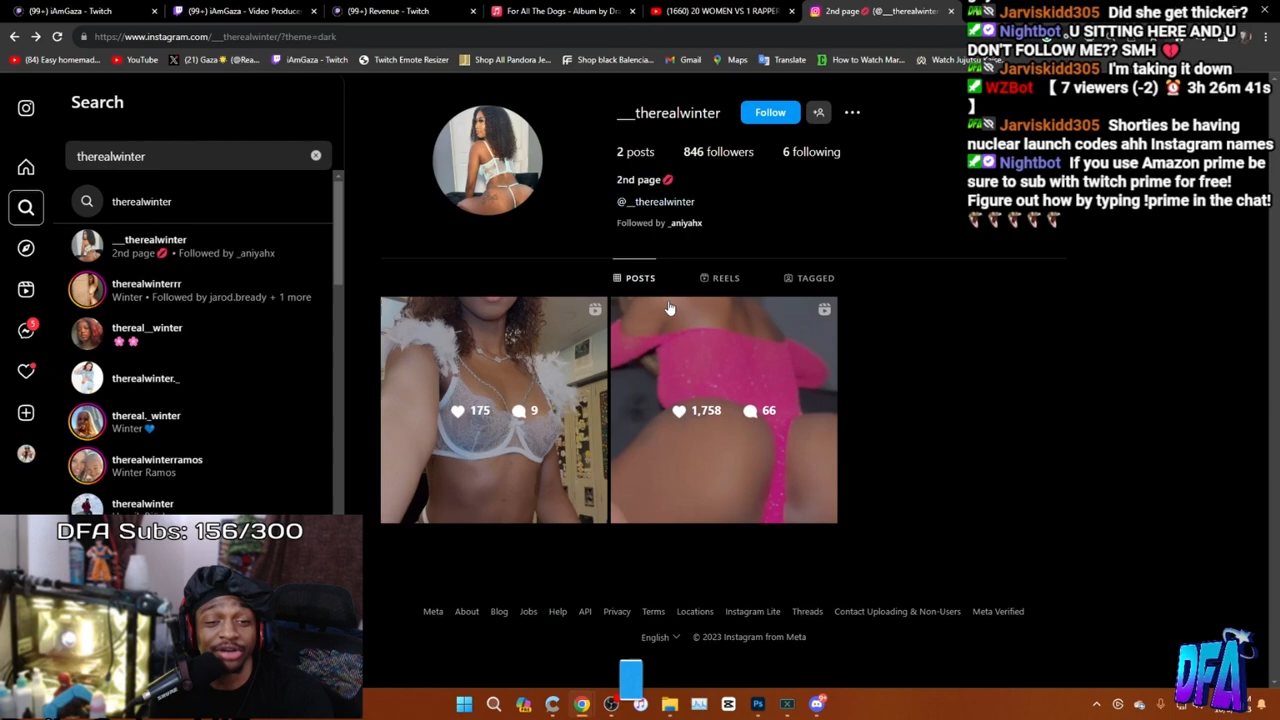 (99+) iAmGaza - Twitch
(99+) iAmGaza - Video Produce
(99+) Revenue - Twitch
For All The Dogs - Album by Dra
(1660) 20 WOMEN VS 1 RAPPER
2nd page💋 (@___therealwinter
https://www.instagram.com/___therealwinter/?theme=dark
(84) Easy homemad...
YouTube
(21) Gaza🌟 (@Rea...
iAmGaza - Twitch
Twitch Emote Resizer
Shop All Pandora Je...
Shop black Balencia...
Gmail
Maps
Translate
How to Watch Mar...
Watch Jujutsu
Jarviskidd305 Did she get thicker?
Nightbot U SITTING HERE AND U
DON'T FOLLOW ME?? SMH 💔
Jarviskidd305 I'm taking it down
WZBot 【 7 viewers (-2) ⏰ 3h 26m 41s
】
Jarviskidd305 Shorties be having
nuclear launch codes ahh Instagram names
Nightbot If you use Amazon prime be
sure to sub with twitch prime for free!
Figure out how by typing !prime in the chat!
Search
therealwinter
therealwinter
___therealwinter
2nd page💋 • Followed by _aniyahx
therealwinterrr
Winter • Followed by jarod.bready + 1 more
thereal__winter
🌸🌸
therealwinter._
thereal._winter
Winter💙
therealwinterramos
Winter Ramos
therealwinter
5
___therealwinter
Follow
2 posts
846 followers
6 following
2nd page💋
@__therealwinter
Followed by _aniyahx
POSTS
REELS
TAGGED
175
9
1,758
66
DFA Subs: 156/300
SHURE
Meta
About
Blog
Jobs
Help
API
Privacy
Terms
Locations
Instagram Lite
Threads
Contact Uploading & Non-Users
Meta Verified
English
© 2023 Instagram from Meta
DFA